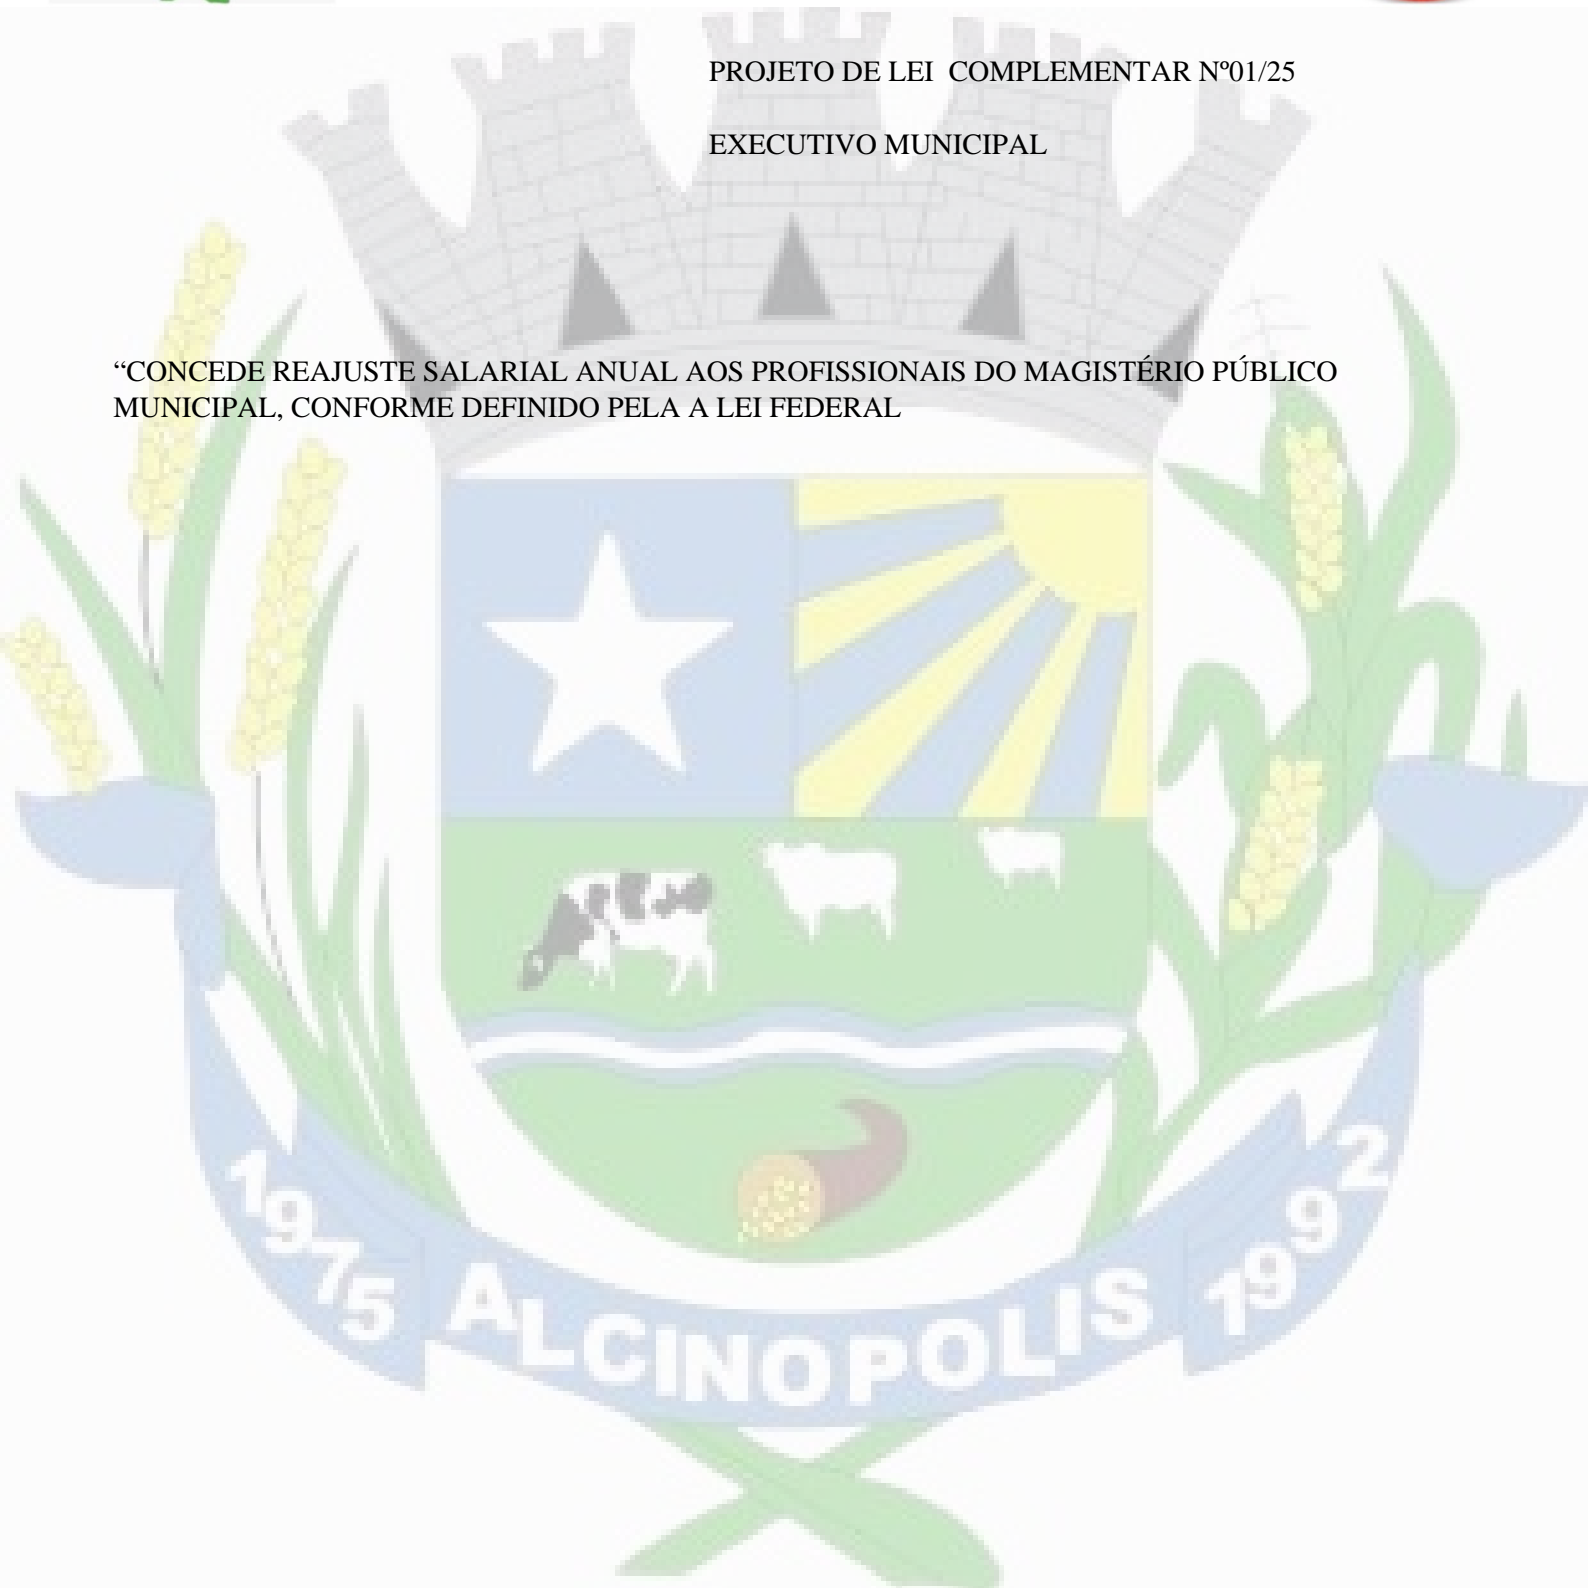 PROJETO DE LEI COMPLEMENTAR Nº01/25
EXECUTIVO MUNICIPAL
“CONCEDE REAJUSTE SALARIAL ANUAL AOS PROFISSIONAIS DO MAGISTÉRIO PÚBLICO
MUNICIPAL, CONFORME DEFINIDO PELA A LEI FEDERAL
1975 ALCINOPOLIS 1992